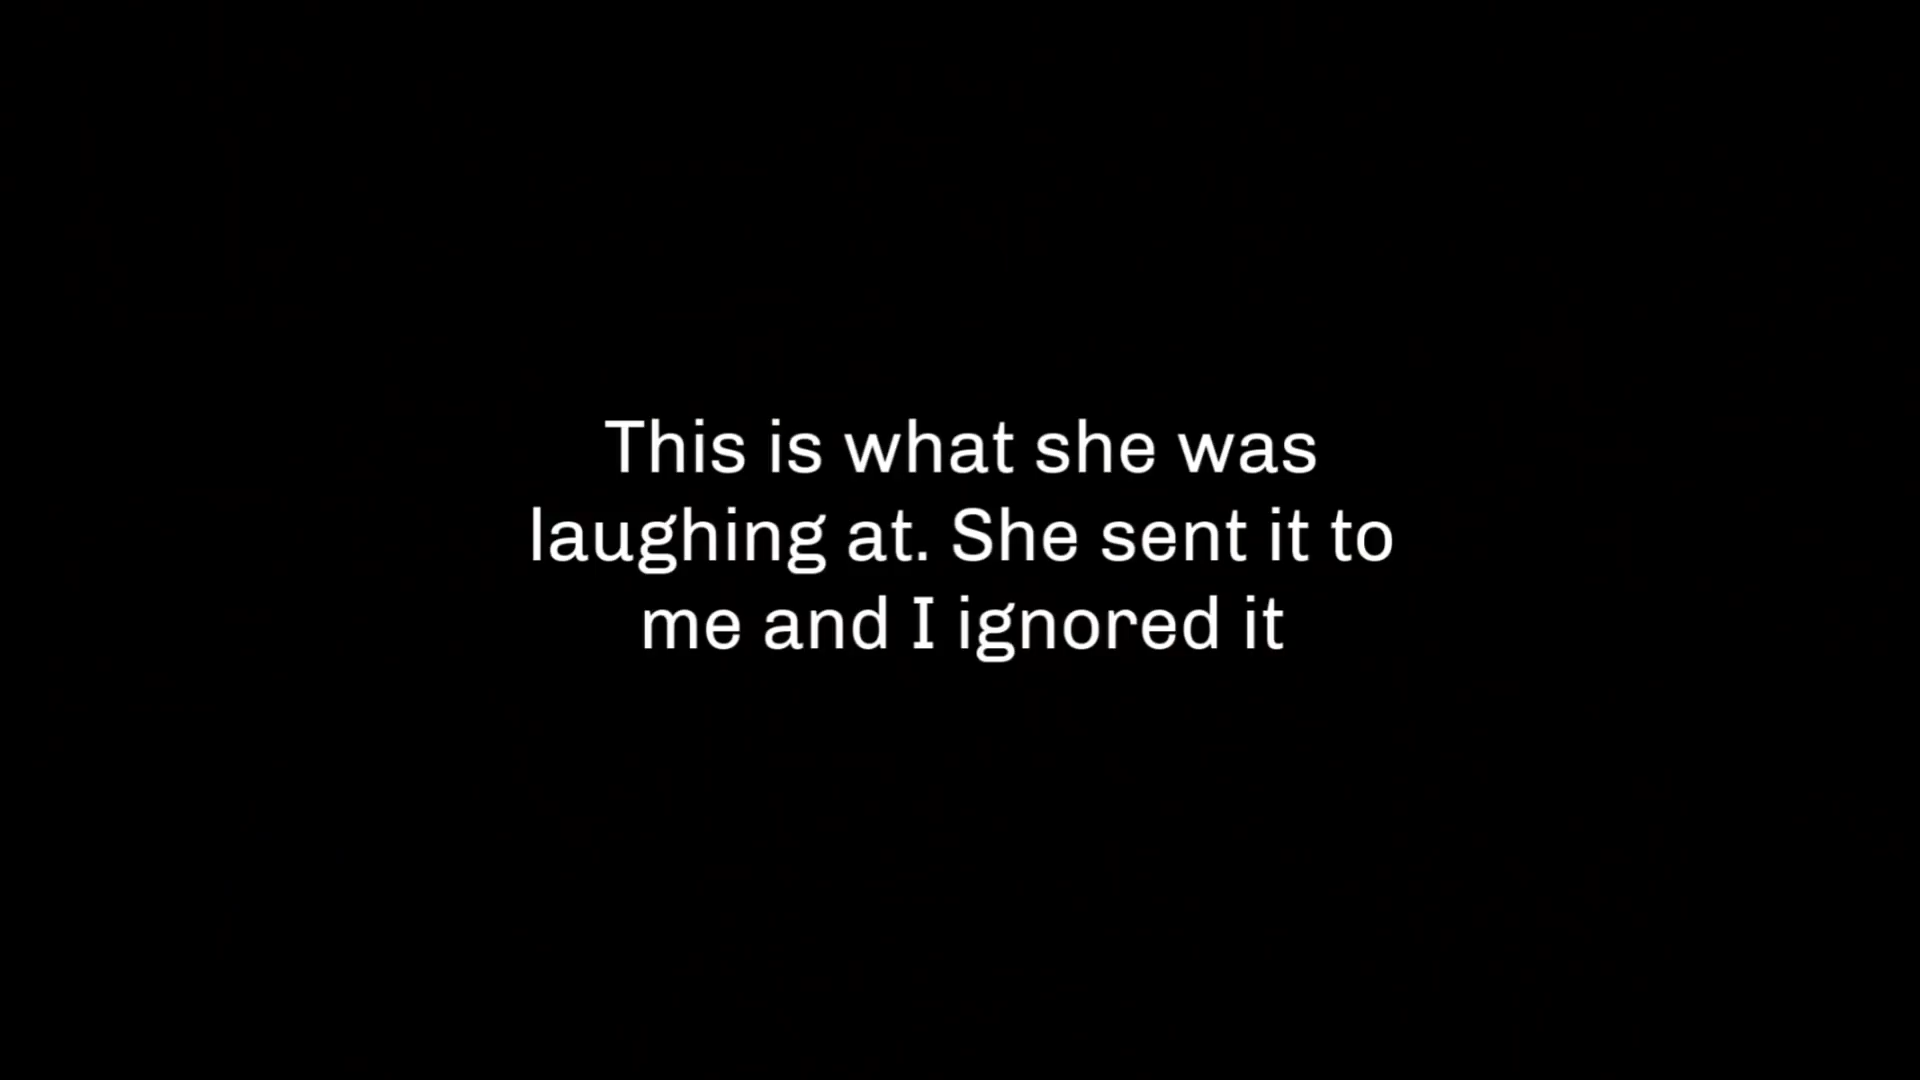 This is what she was
laughing at. She sent it to
me and I ignored it